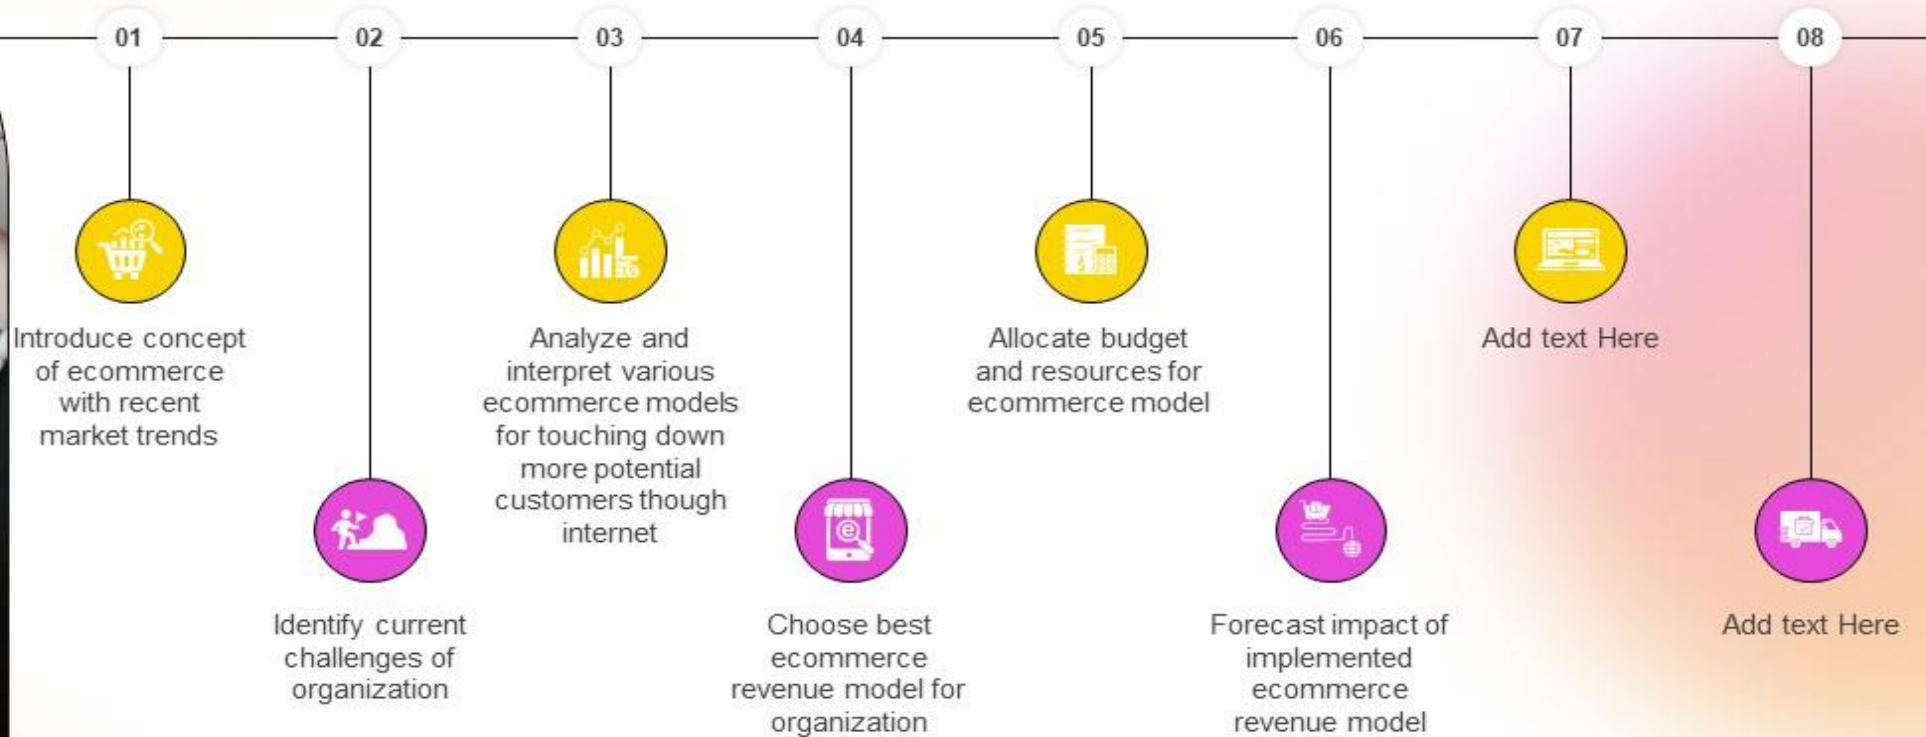 01
02
03
04
05
06
07
08
Introduce concept
of ecommerce
with recent
market trends
Identify current
challenges of
organization
Analyze and
interpret various
ecommerce models
for touching down
more potential
customers though
internet
Choose best
ecommerce
revenue model for
organization
Allocate budget
and resources for
ecommerce model
Forecast impact of
implemented
ecommerce
revenue model
Add text Here
Add text Here